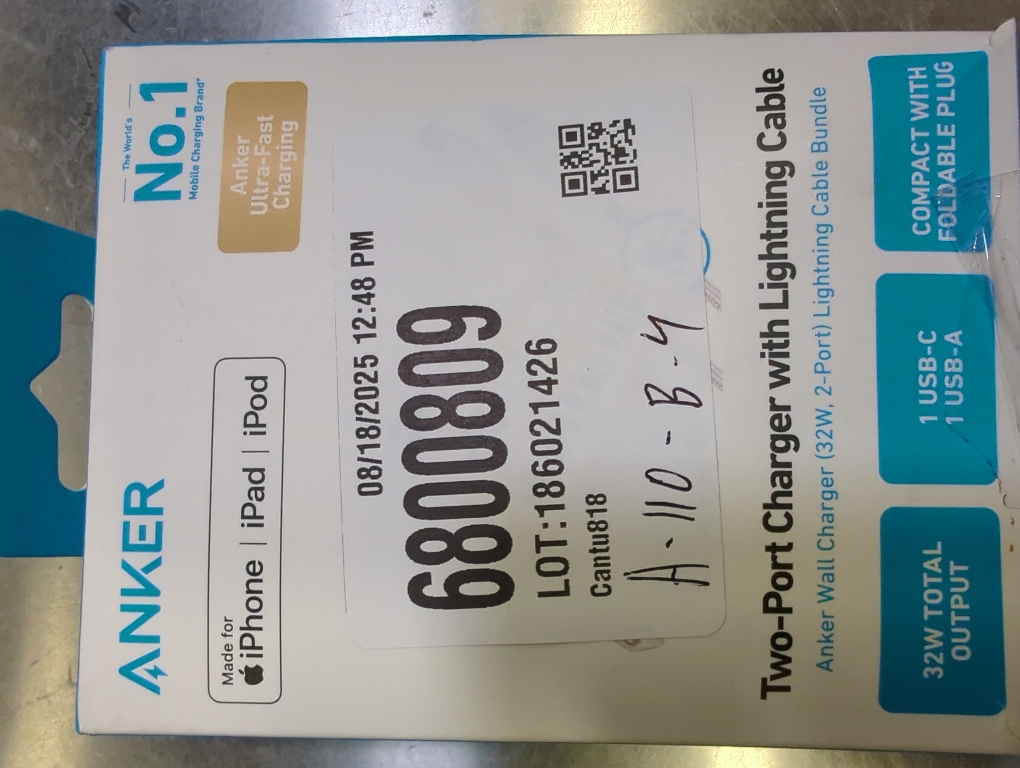 ANKER
The World's
No.1
Mobile Charging Brand*
Made for
iPhone | iPad | iPod
Anker
Ultra-Fast
Charging
08/18/2025 12:48 PM
6800809
LOT:186021426
Cantu818
A-110-B-4
Two-Port Charger with Lightning Cable
Anker Wall Charger (32W, 2-Port) Lightning Cable Bundle
32W TOTAL
OUTPUT
1 USB-C
1 USB-A
COMPACT WITH
FOLDABLE PLUG